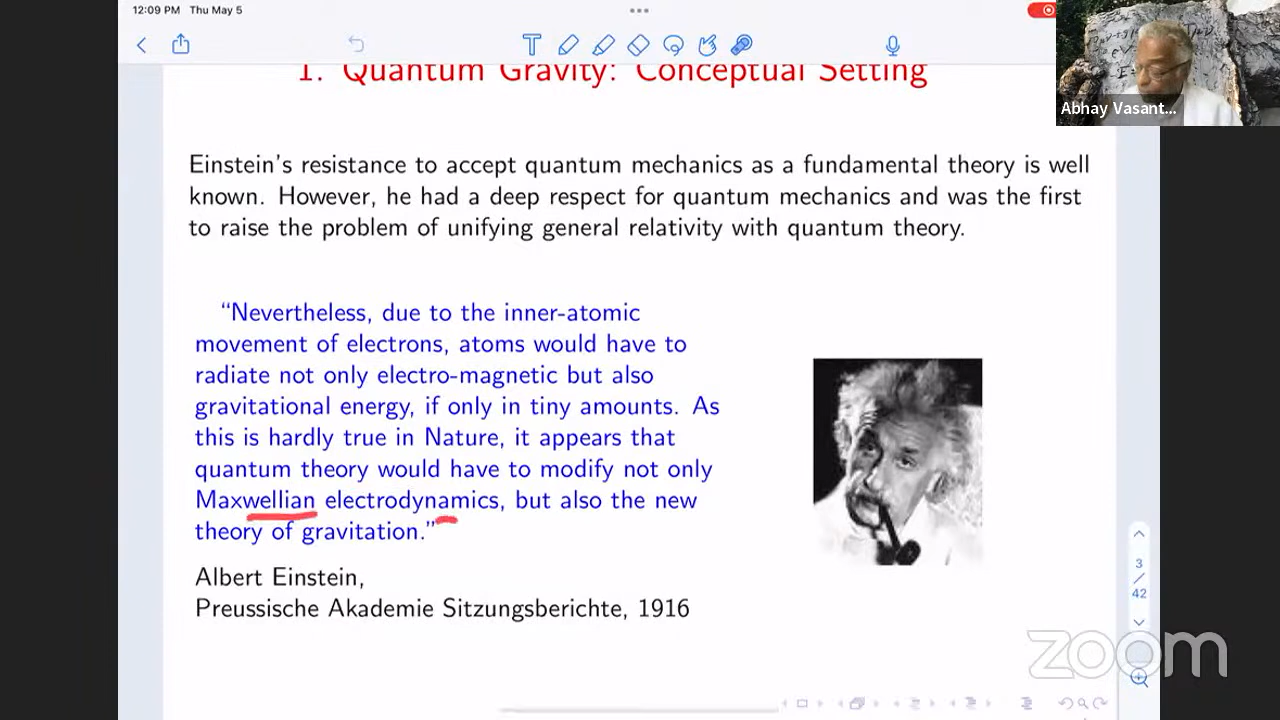 12:09 PM Thu May 5
1. Quantum Gravity: Conceptual Setting
Abhay Vasant...
Einstein's resistance to accept quantum mechanics as a fundamental theory is well
known. However, he had a deep respect for quantum mechanics and was the first
to raise the problem of unifying general relativity with quantum theory.
“Nevertheless, due to the inner-atomic
movement of electrons, atoms would have to
radiate not only electro-magnetic but also
gravitational energy, if only in tiny amounts. As
this is hardly true in Nature, it appears that
quantum theory would have to modify not only
Maxwellian electrodynamics, but also the new
theory of gravitation.”
Albert Einstein,
Preussische Akademie Sitzungsberichte, 1916
3
/
42
zoom